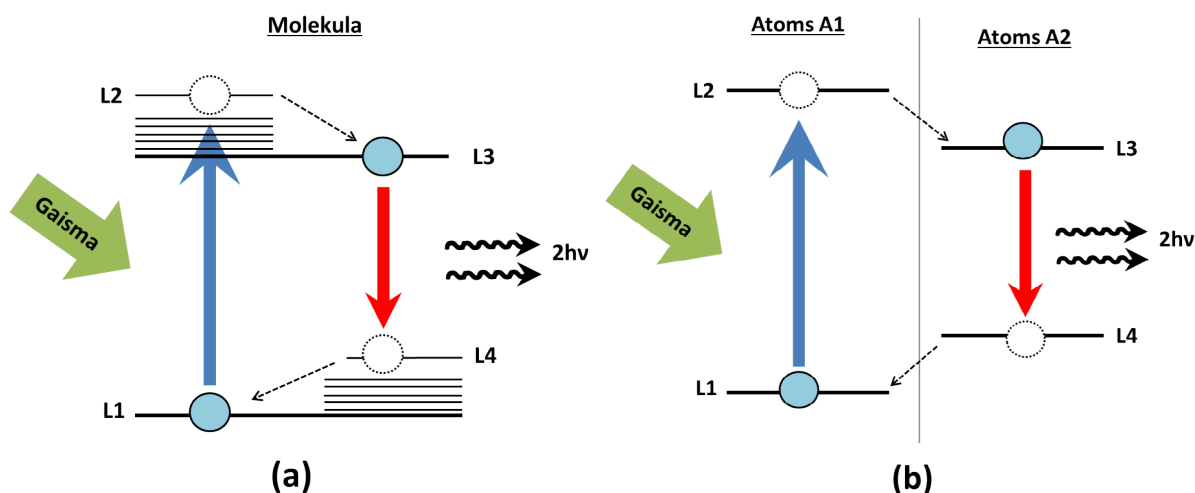 Molekula
L2
L3
Gaisma
2hν
L4
L1
(a)
Atoms A1
Atoms A2
L2
L3
Gaisma
2hν
L4
L1
(b)